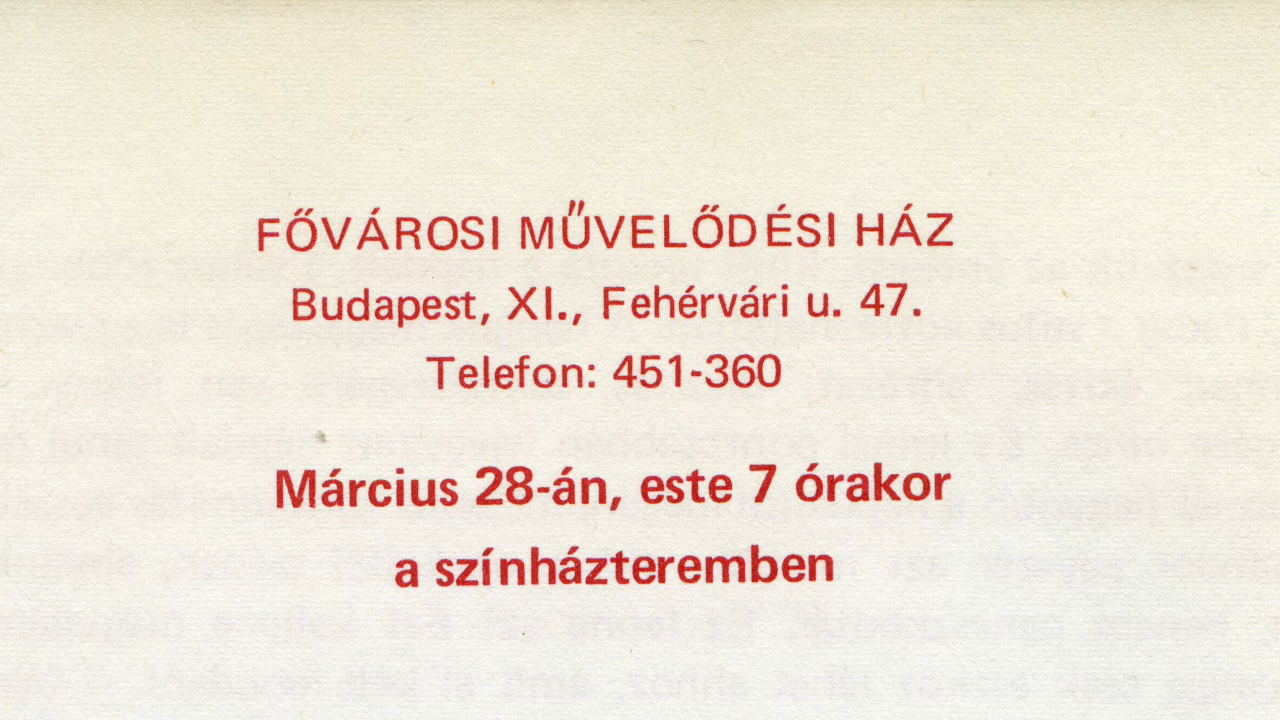 FŐVÁROSI MŰVELŐDÉSI HÁZ
Budapest, XI., Fehérvári u. 47.
Telefon: 451-360
Március 28-án, este 7 órakor
a színházteremben